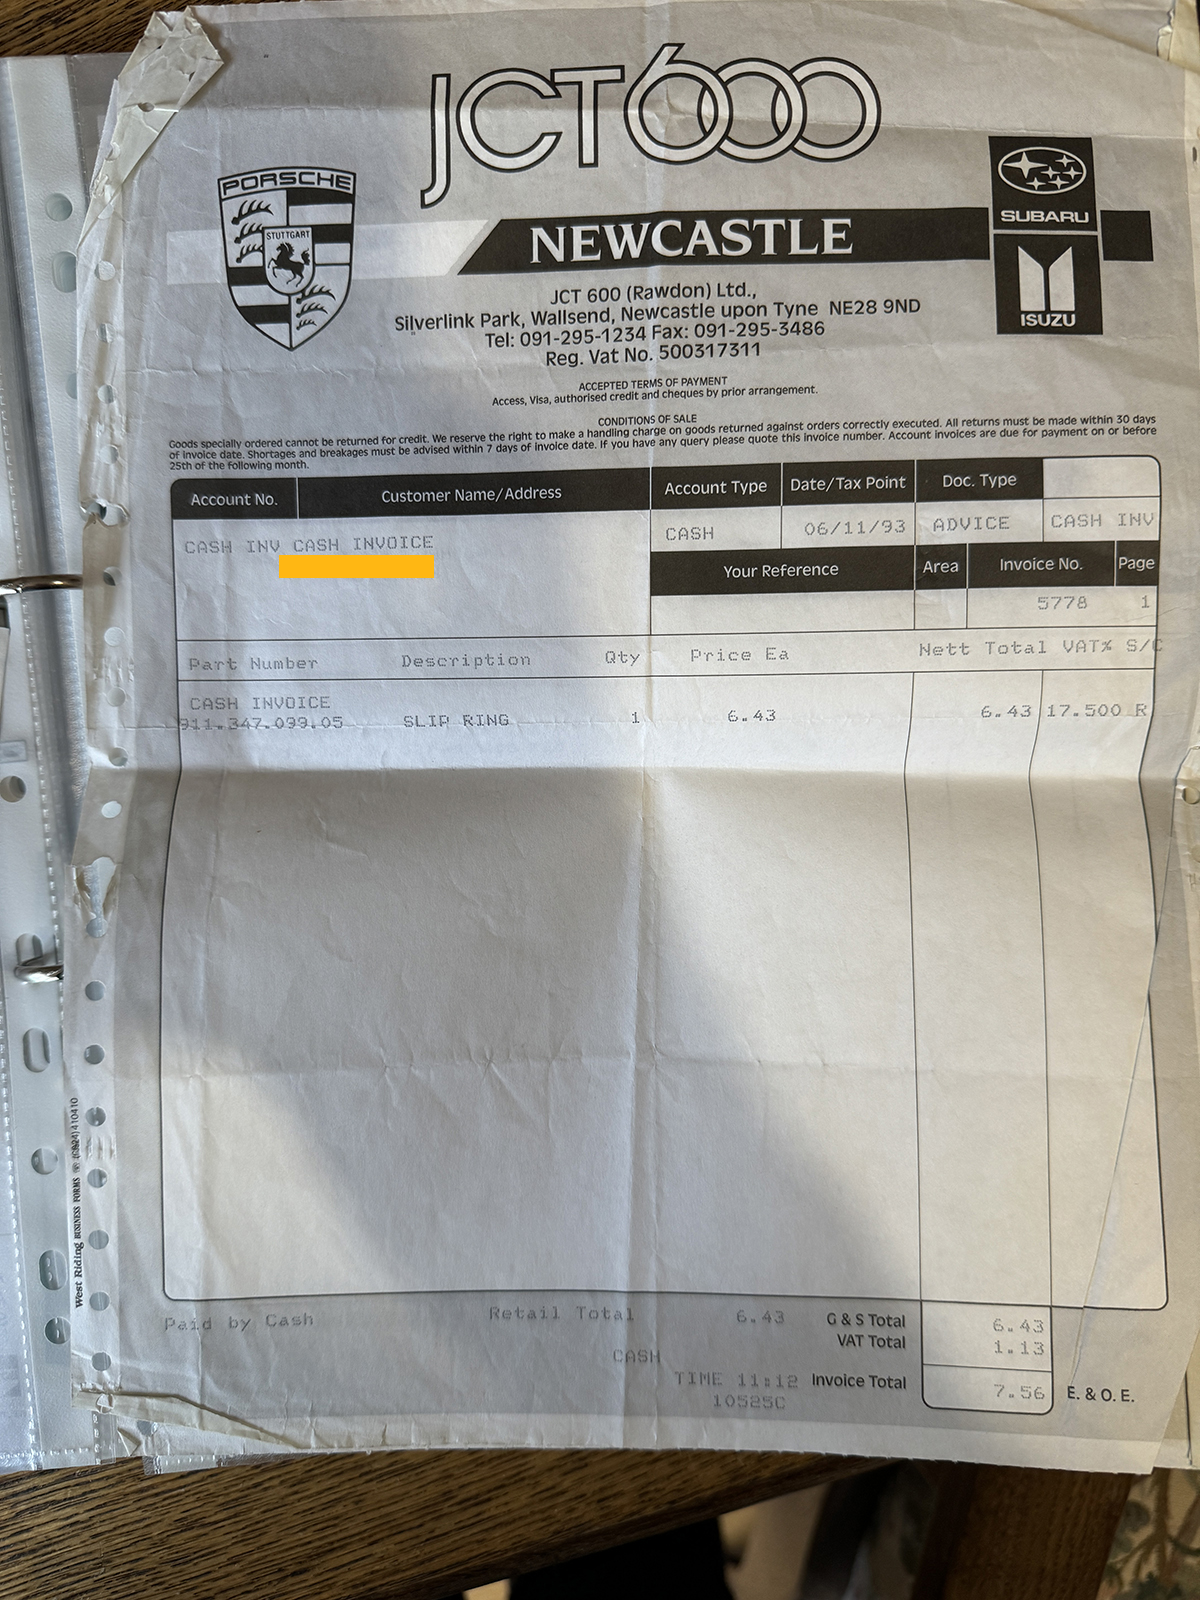 JCT600
PORSCHE
STUTTGART
NEWCASTLE
SUBARU
ISUZU
JCT 600 (Rawdon) Ltd.,
Silverlink Park, Wallsend, Newcastle upon Tyne NE28 9ND
Tel: 091-295-1234 Fax: 091-295-3486
Reg. Vat No. 500317311
ACCEPTED TERMS OF PAYMENT
Access, Visa, authorised credit and cheques by prior arrangement.
CONDITIONS OF SALE
Goods specially ordered cannot be returned for credit. We reserve the right to make a handling charge on goods returned against orders correctly executed. All returns must be made within 30 days
of invoice date. Shortages and breakages must be advised within 7 days of invoice date. If you have any query please quote this invoice number. Account invoices are due for payment on or before
25th of the following month.
Account No. Customer Name/Address Account Type Date/Tax Point Doc. Type
CASH INV CASH INVOICE CASH 06/11/93 ADVICE CASH INV
Your Reference Area Invoice No. Page
5778 1
Part Number Description Qty Price Ea Nett Total VAT% S/C
CASH INVOICE
911.347.099.05 SLIP RING 1 6.43 6.43 17.500 R
Paid by Cash Retail Total 6.43 G & S Total 6.43
VAT Total 1.13
CASH
TIME 11:12 Invoice Total 7.56 E. & O. E.
10525C
West Riding BUSINESS FORMS ☏ (0924) 410410